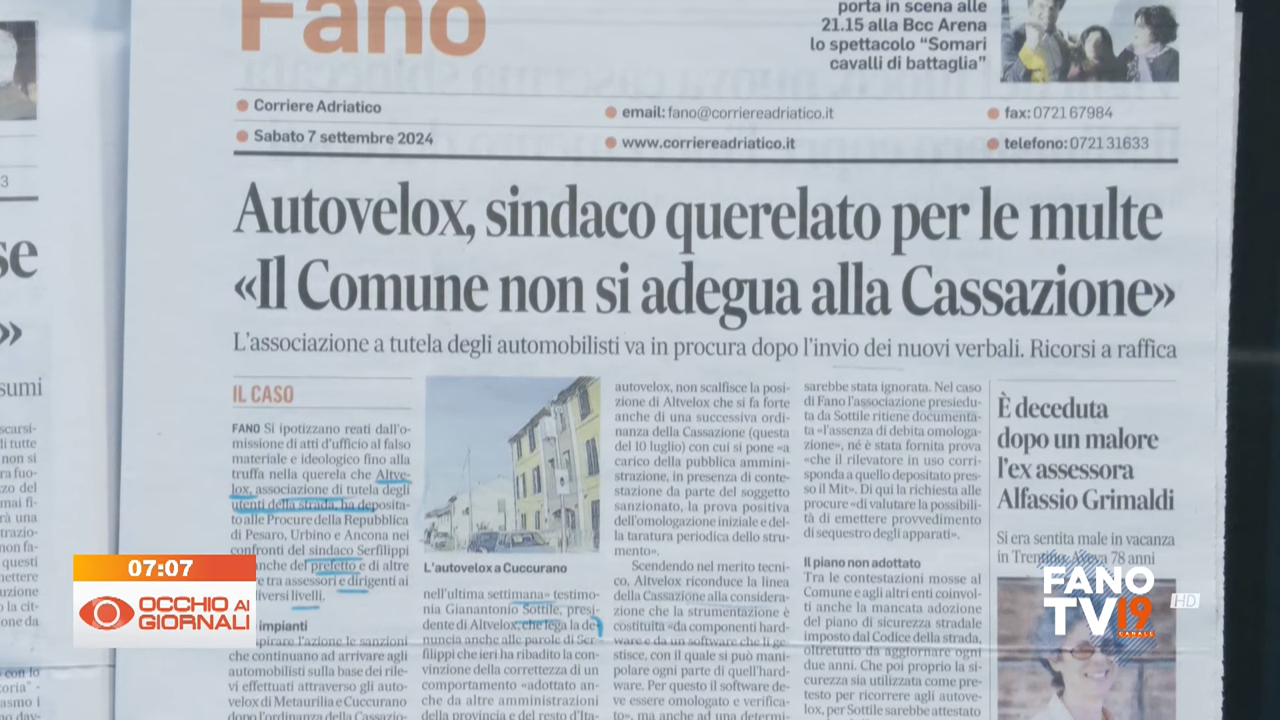 Fano
porta in scena alle
21.15 alla Bcc Arena
lo spettacolo “Somari
cavalli di battaglia”
Corriere Adriatico
email: fano@corriereadriatico.it
fax: 0721 67984
Sabato 7 settembre 2024
www.corriereadriatico.it
telefono: 0721 31633
Autovelox, sindaco querelato per le multe
«Il Comune non si adegua alla Cassazione»
L’associazione a tutela degli automobilisti va in procura dopo l’invio dei nuovi verbali. Ricorsi a raffica
IL CASO
FANO Si ipotizzano reati dall’o-
missione di atti d’ufficio al falso
materiale e ideologico fino alla
truffa nella querela che Altve-
lox, associazione di tutela degli
utenti della strada, ha deposita-
to alle Procure della Repubblica
di Pesaro, Urbino e Ancona nei
confronti del sindaco Serfilippi
anche del prefetto e di altre
tra assessori e dirigenti ai
diversi livelli.
impianti
spirare l’azione le sanzioni
che continuano ad arrivare agli
automobilisti sulla base dei rile-
vi effettuati attraverso gli auto-
velox di Metaurilia e Cuccurano
dopo l’ordinanza della Cassazio-
L’autovelox a Cuccurano
nell’ultima settimana» testimo-
nia Gianantonio Sottile, presi-
dente di Altvelox, che lega la de-
nuncia anche alle parole di Ser-
filippi che ieri ha ribadito la con-
vinzione della correttezza di un
comportamento «adottato an-
che da altre amministrazioni
della provincia e del resto d’Ita-
autovelox, non scalfisce la posi-
zione di Altvelox che si fa forte
anche di una successiva ordi-
nanza della Cassazione (questa
del 10 luglio) con cui si pone «a
carico della pubblica ammini-
strazione, in presenza di conte-
stazione da parte del soggetto
sanzionato, la prova positiva
dell’omologazione iniziale e del-
la taratura periodica dello stru-
mento».
Scendendo nel merito tecni-
co, Altvelox riconduce la linea
della Cassazione alla considera-
zione che la strumentazione è
costituita «da componenti hard-
ware e da un software che li ge-
stisce, con il quale si può mani-
polare ogni parte di quell’hard-
ware. Per questo il software de-
ve essere omologato e verifica-
to», ma anche ad una determi-
sarebbe stata ignorata. Nel caso
di Fano l’associazione presiedu-
ta da Sottile ritiene documenta-
ta «l’assenza di debita omologa-
zione», né è stata fornita prova
«che il rilevatore in uso corri-
sponda a quello depositato pres-
so il Mit». Di qui la richiesta alle
procure «di valutare la possibili-
tà di emettere provvedimento
di sequestro degli apparati».
Il piano non adottato
Tra le contestazioni mosse al
Comune e agli altri enti coinvol-
ti anche la mancata adozione
del piano di sicurezza stradale
imposto dal Codice della strada,
oltretutto da aggiornare ogni
due anni. Che poi proprio la si-
curezza sia utilizzata come pre-
testo per ricorrere agli autove-
lox, per Sottile sarebbe attestato
È deceduta
dopo un malore
l’ex assessora
Alfassio Grimaldi
Si era sentita male in vacanza
in Trentino. Aveva 78 anni
07:07
OCCHIO AI
GIORNALI
FANO
TV 19
CANALE
HD